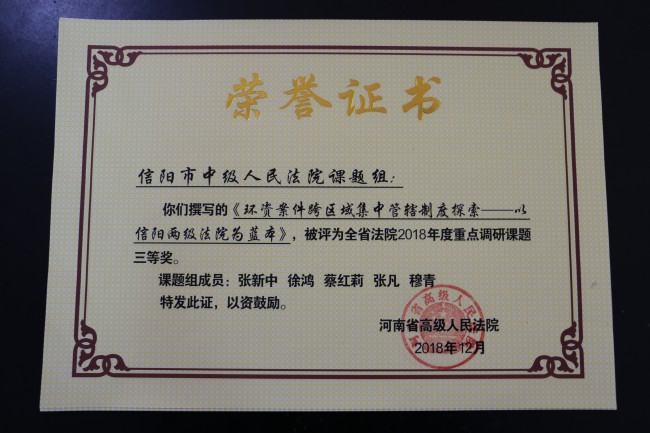 荣誉证书
信阳市中级人民法院课题组：
你们撰写的《环资案件跨区域集中管辖制度探索——以
信阳两级法院为蓝本》，被评为全省法院2018年度重点调研课题
三等奖。
课题组成员：张新中 徐鸿 蔡红莉 张凡 穆青
特发此证，以资鼓励。
河南省高级人民法院
2018年12月